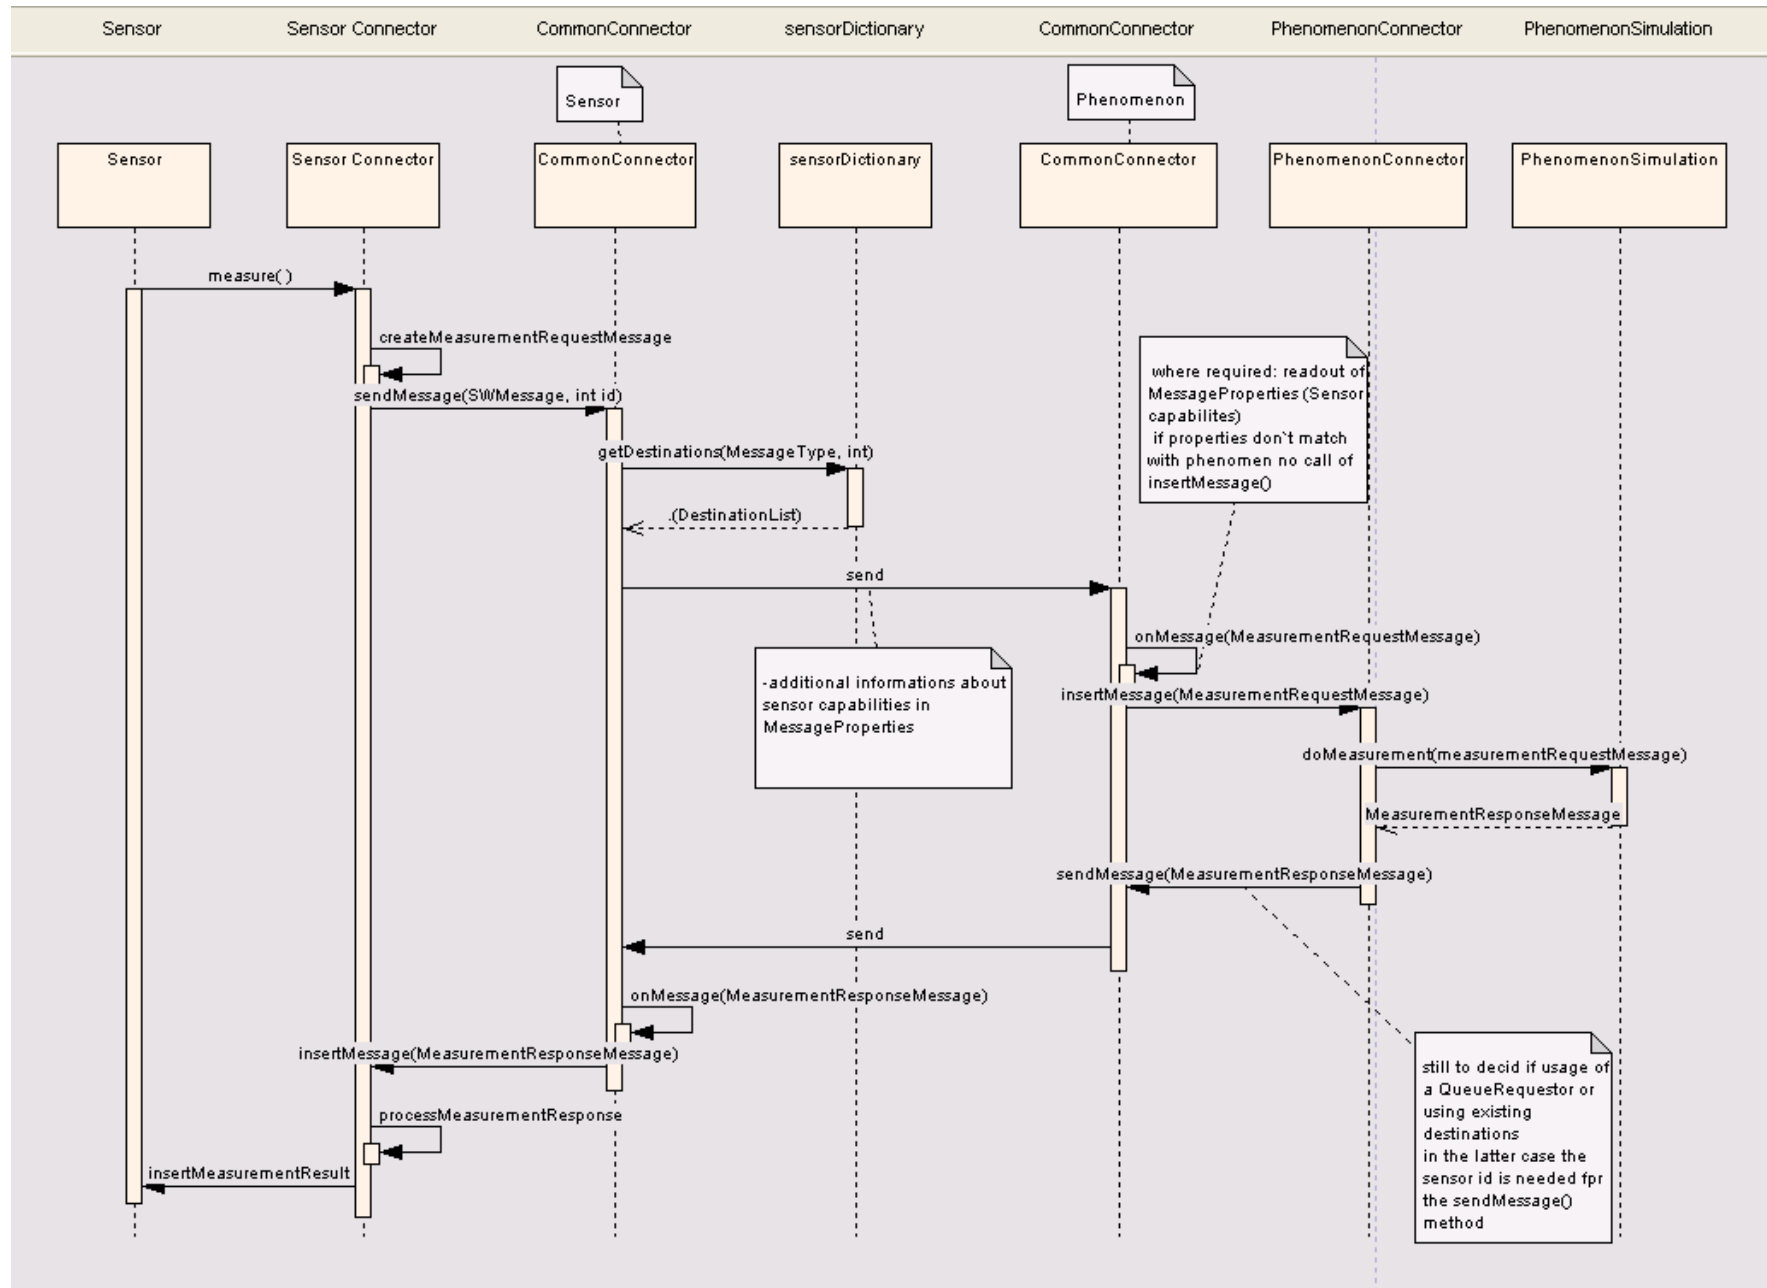 Sensor
Sensor Connector
CommonConnector
sensorDictionary
CommonConnector
PhenomenonConnector
PhenomenonSimulation
Sensor
Phenomenon
Sensor
Sensor Connector
CommonConnector
sensorDictionary
CommonConnector
PhenomenonConnector
PhenomenonSimulation
measure( )
createMeasurementRequestMessage
sendMessage(SWMessage, int id)
where required: readout of
MessageProperties (Sensor
capabilites)
if properties don`t match
with phenomen no call of
insertMessage()
getDestinations(MessageType, int)
.(DestinationList)
send
-additional informations about
sensor capabilities in
MessageProperties
onMessage(MeasurementRequestMessage)
insertMessage(MeasurementRequestMessage)
doMeasurement(measurementRequestMessage)
MeasurementResponseMessage
sendMessage(MeasurementResponseMessage)
send
onMessage(MeasurementResponseMessage)
insertMessage(MeasurementResponseMessage)
still to decid if usage of
a QueueRequestor or
using existing
destinations
in the latter case the
sensor id is needed fpr
the sendMessage()
method
processMeasurementResponse
insertMeasurementResult